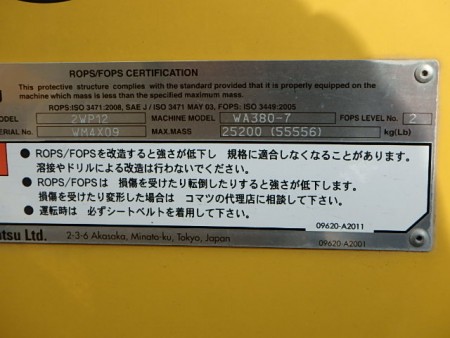 ROPS/FOPS CERTIFICATION
This protective structure complies with the standard provided that it is properly equipped on the
machine which mass is less than the specified maximum mass.
ROPS:ISO 3471:2008, SAE J / ISO 3471 MAY 03, FOPS: ISO 3449:2005
ODEL 2WP12 MACHINE MODEL WA380-7 FOPS LEVEL No. 2
ERIAL No. WM4X09 MAX.MASS 25200 (55556) kg(Lb)
● ROPS/FOPSを改造すると強さが低下し 規格に適合しなくなることがあります.
溶接やドリルによる改造は行わないでください.
● ROPS/FOPSは 損傷を受けたり転倒したりすると強さが低下します.
損傷を受けたり変形した場合は コマツの代理店に相談して下さい.
● 運転時は 必ずシートベルトを着用して下さい.
09620-A2011
tsu Ltd. 2-3-6 Akasaka, Minato-ku, Tokyo, Japan
09620-A2001